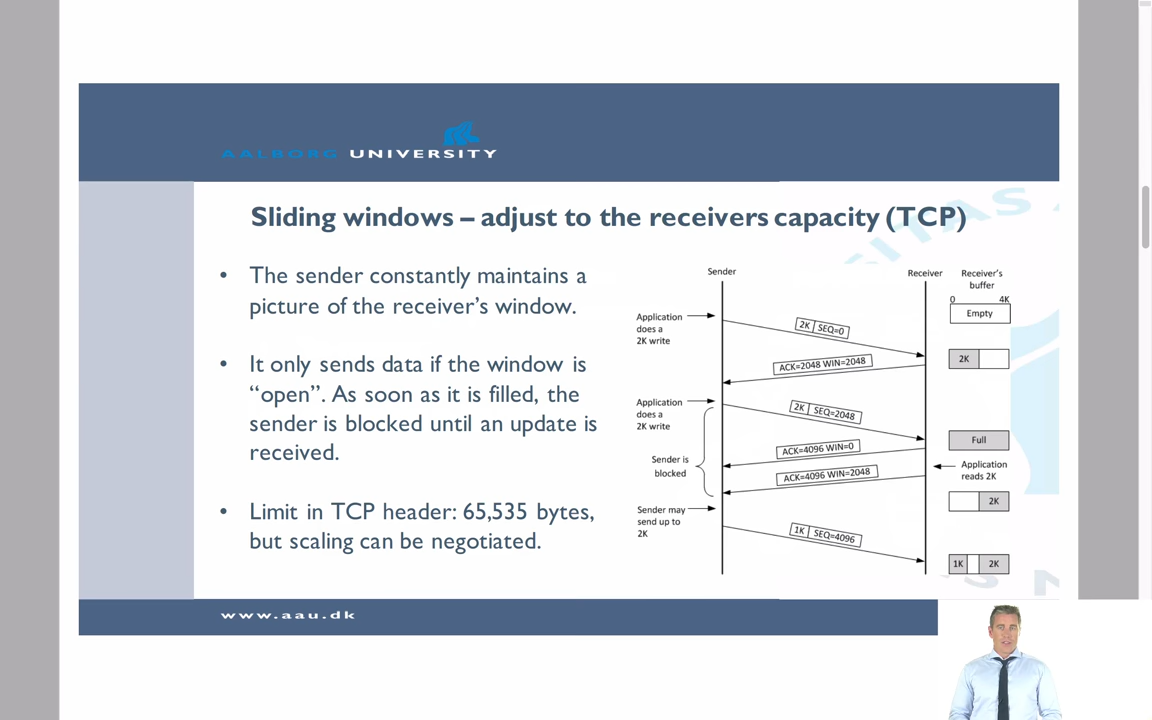 AALBORG UNIVERSITY
Sliding windows – adjust to the receivers capacity (TCP)
• The sender constantly maintains a
picture of the receiver's window.
• It only sends data if the window is
"open". As soon as it is filled, the
sender is blocked until an update is
received.
• Limit in TCP header: 65,535 bytes,
but scaling can be negotiated.
Sender
Receiver
Receiver's
buffer
0 4K
Empty
Application
does a
2K write
2K SEQ=0
2K
ACK=2048 WIN=2048
Application
does a
2K write
2K SEQ=2048
Full
ACK=4096 WIN=0
Sender is
blocked
Application
reads 2K
ACK=4096 WIN=2048
2K
Sender may
send up to
2K
1K SEQ=4096
1K 2K
www.aau.dk